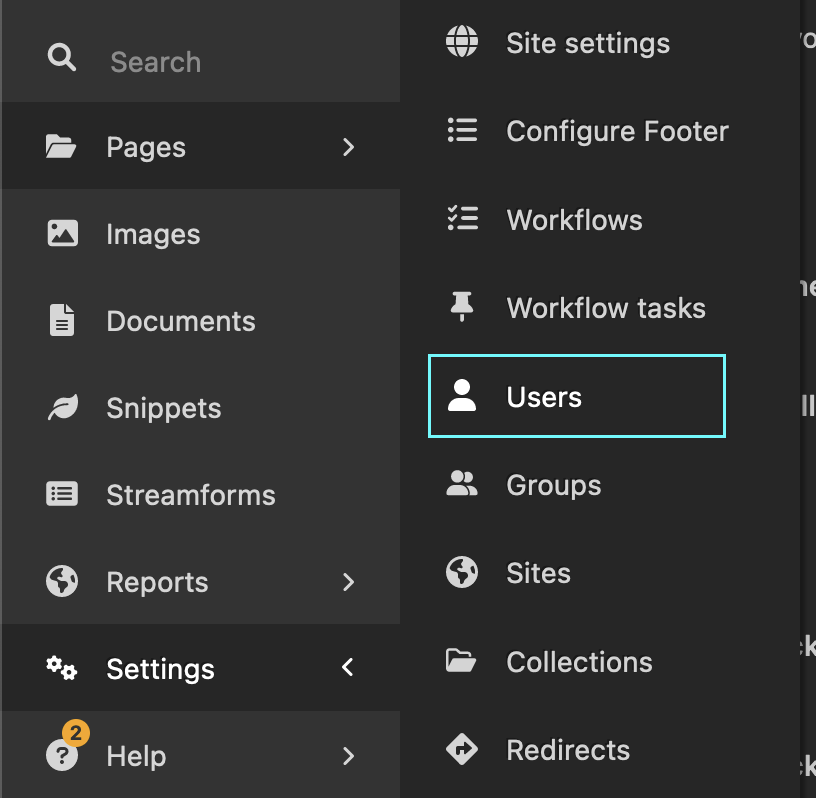 Search
Pages
Images
Documents
Snippets
Streamforms
Reports
Settings
2
?
Help
Site settings
Configure Footer
Workflows
Workflow tasks
Users
Groups
Sites
Collections
Redirects